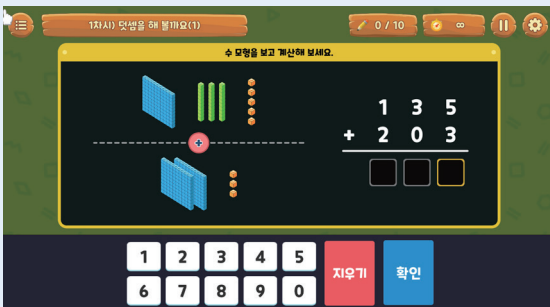 1차시) 덧셈을 해 볼까요(1)
0 / 10
∞
수 모형을 보고 계산해 보세요.
+
1 3 5
+ 2 0 3
1 2 3 4 5
6 7 8 9 0
지우기
확인